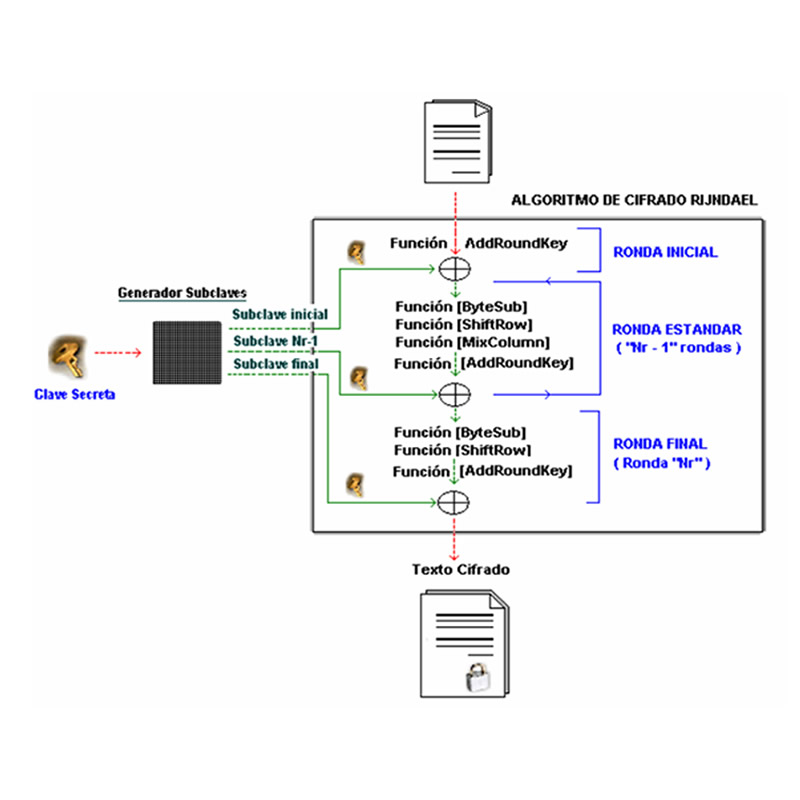 ALGORITMO DE CIFRADO RIJNDAEL
Función AddRoundKey
RONDA INICIAL
Generador Subclaves
Subclave inicial
Subclave Nr-1
Subclave final
Clave Secreta
Función [ByteSub]
Función [ShiftRow]
Función [MixColumn]
Función [AddRoundKey]
RONDA ESTANDAR
( "Nr - 1" rondas )
Función [ByteSub]
Función [ShiftRow]
Función [AddRoundKey]
RONDA FINAL
( Ronda "Nr" )
Texto Cifrado